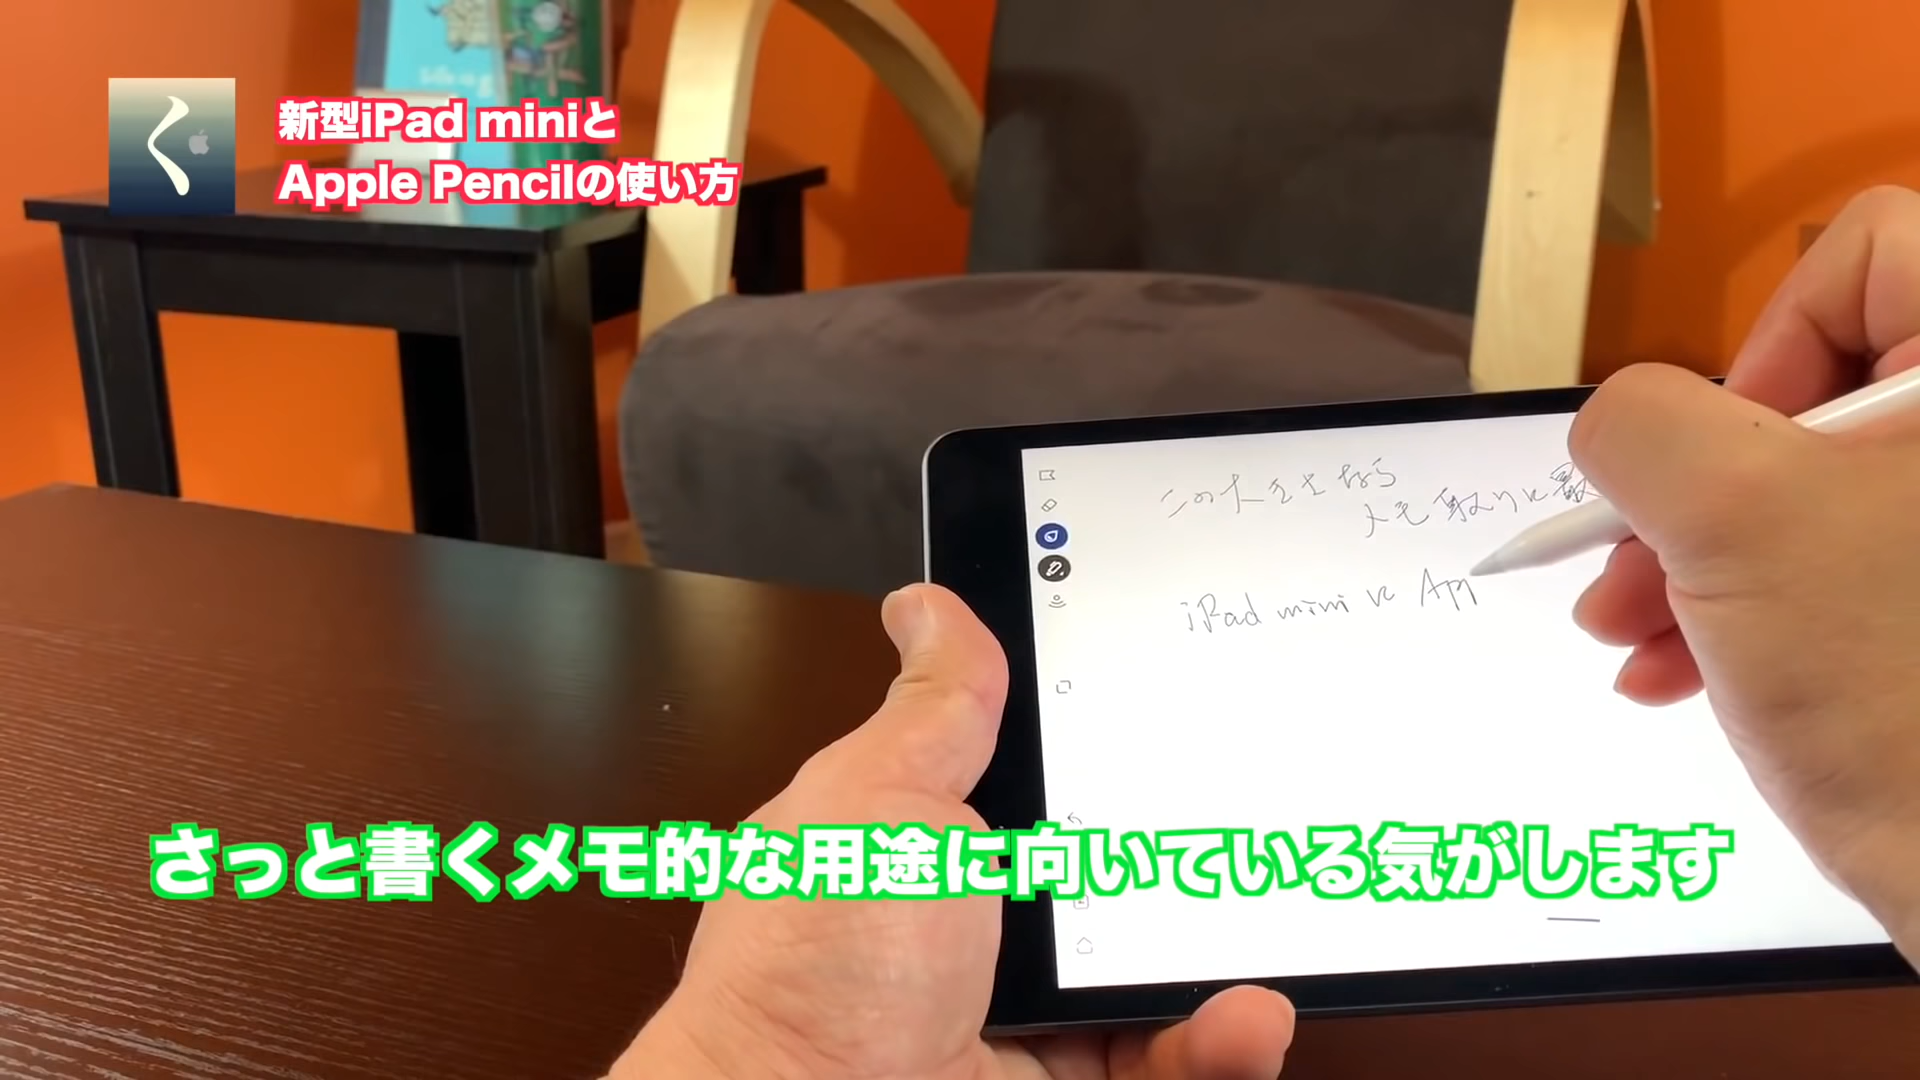 く
新型iPad miniと
Apple Pencilの使い方
この大きさなら
メモ取りに最
iPad mini に App
さっと書くメモ的な用途に向いている気がします